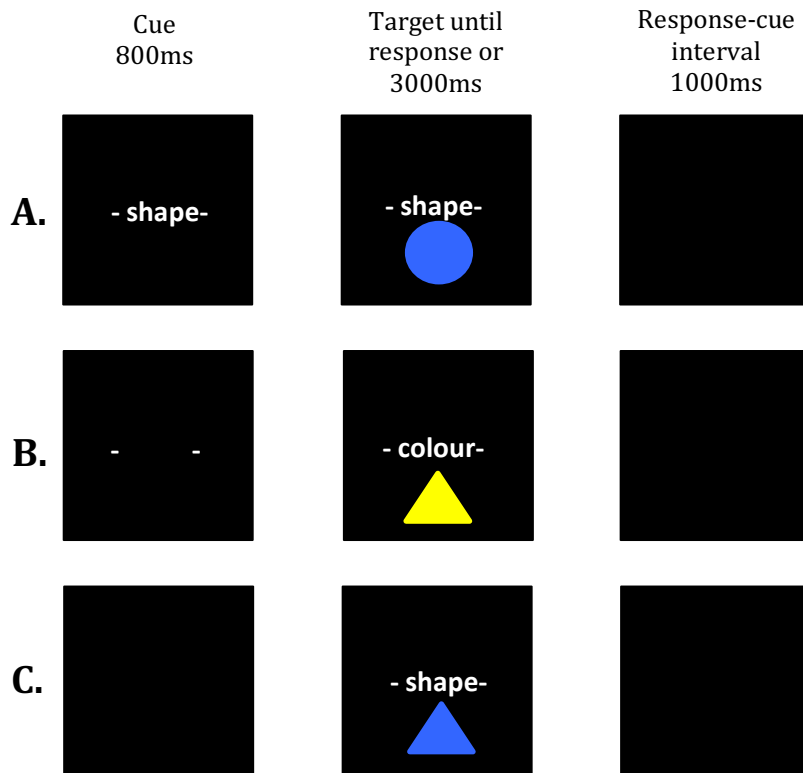 Cue
800ms
Target until
response or
3000ms
Response-cue
interval
1000ms
A.
- shape-
- shape-
B.
- -
- colour-
C.
- shape-